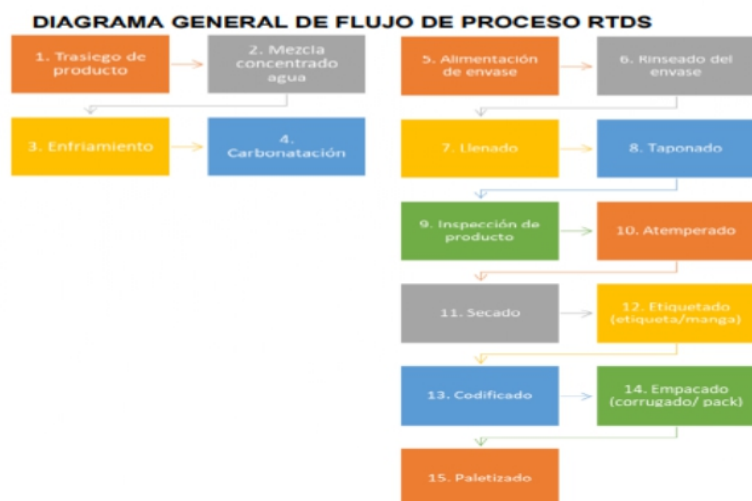 DIAGRAMA GENERAL DE FLUJO DE PROCESO RTDS
1. Trasiego de
producto
2. Mezcla
concentrado
agua
3. Enfriamiento
4.
Carbonatación
5. Alimentación
de envase
6. Rinseado del
envase
7. Llenado
8. Taponado
9. Inspección de
producto
10. Atemperado
11. Secado
12. Etiquetado
(etiqueta/manga)
13. Codificado
14. Empacado
(corrugado/ pack)
15. Paletizado